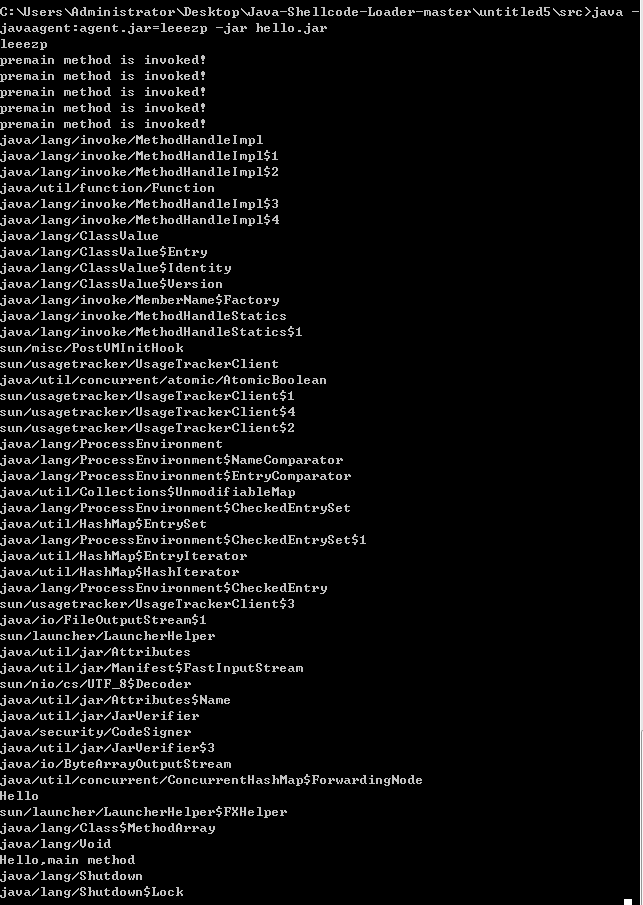 C:\Users\Administrator\Desktop\Java-Shellcode-Loader-master\untitled5\src>java -
javaagent:agent.jar=leeezp -jar hello.jar
leeezp
premain method is invoked!
premain method is invoked!
premain method is invoked!
premain method is invoked!
premain method is invoked!
java/lang/invoke/MethodHandleImpl
java/lang/invoke/MethodHandleImpl$1
java/lang/invoke/MethodHandleImpl$2
java/util/function/Function
java/lang/invoke/MethodHandleImpl$3
java/lang/invoke/MethodHandleImpl$4
java/lang/ClassValue
java/lang/ClassValue$Entry
java/lang/ClassValue$Identity
java/lang/ClassValue$Version
java/lang/invoke/MemberName$Factory
java/lang/invoke/MethodHandleStatics
java/lang/invoke/MethodHandleStatics$1
sun/misc/PostVMInitHook
sun/usagetracker/UsageTrackerClient
java/util/concurrent/atomic/AtomicBoolean
sun/usagetracker/UsageTrackerClient$1
sun/usagetracker/UsageTrackerClient$4
sun/usagetracker/UsageTrackerClient$2
java/lang/ProcessEnvironment
java/lang/ProcessEnvironment$NameComparator
java/lang/ProcessEnvironment$EntryComparator
java/util/Collections$UnmodifiableMap
java/lang/ProcessEnvironment$CheckedEntrySet
java/util/HashMap$EntrySet
java/lang/ProcessEnvironment$CheckedEntrySet$1
java/util/HashMap$EntryIterator
java/util/HashMap$HashIterator
java/lang/ProcessEnvironment$CheckedEntry
sun/usagetracker/UsageTrackerClient$3
java/io/FileOutputStream$1
sun/launcher/LauncherHelper
java/util/jar/Attributes
java/util/jar/Manifest$FastInputStream
sun/nio/cs/UTF_8$Decoder
java/util/jar/Attributes$Name
java/util/jar/JarVerifier
java/security/CodeSigner
java/util/jar/JarVerifier$3
java/io/ByteArrayOutputStream
java/util/concurrent/ConcurrentHashMap$ForwardingNode
Hello
sun/launcher/LauncherHelper$FXHelper
java/lang/Class$MethodArray
java/lang/Void
Hello,main method
java/lang/Shutdown
java/lang/Shutdown$Lock